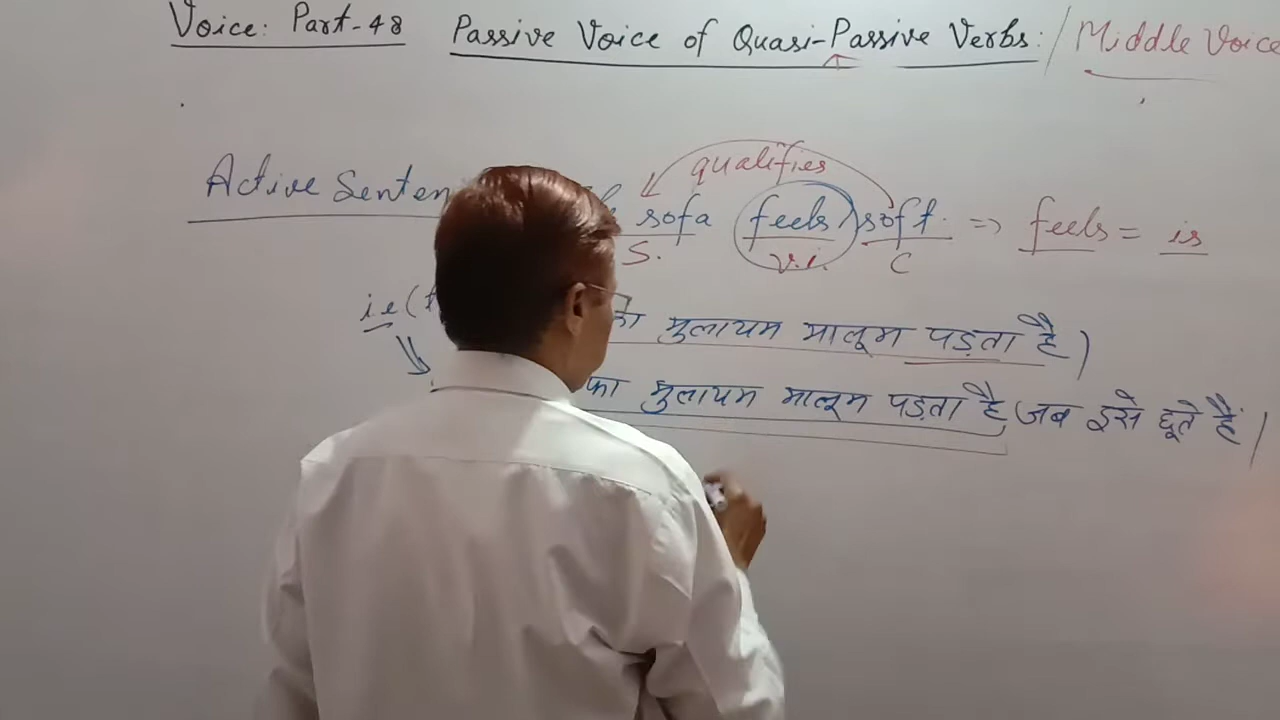 Voice: Part-48 Passive Voice of Quasi-Passive Verbs: / Middle Voice
qualifies
Active Senten sofa feels soft. => feels = is
S. v.i. C
i.e ( का मुलायम मालूम पड़ता है)
का मुलायम मालूम पड़ता है, जब इसे छूते हैं।